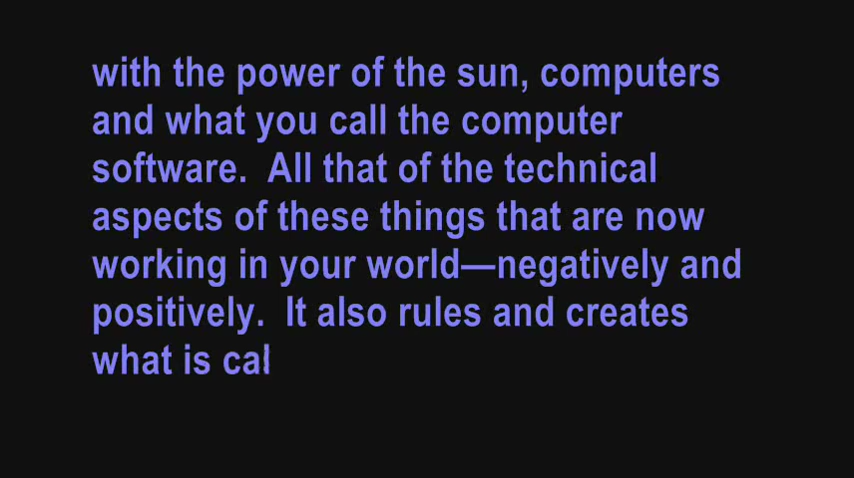 with the power of the sun, computers
and what you call the computer
software.  All that of the technical
aspects of these things that are now
working in your world—negatively and
positively.  It also rules and creates
what is cal